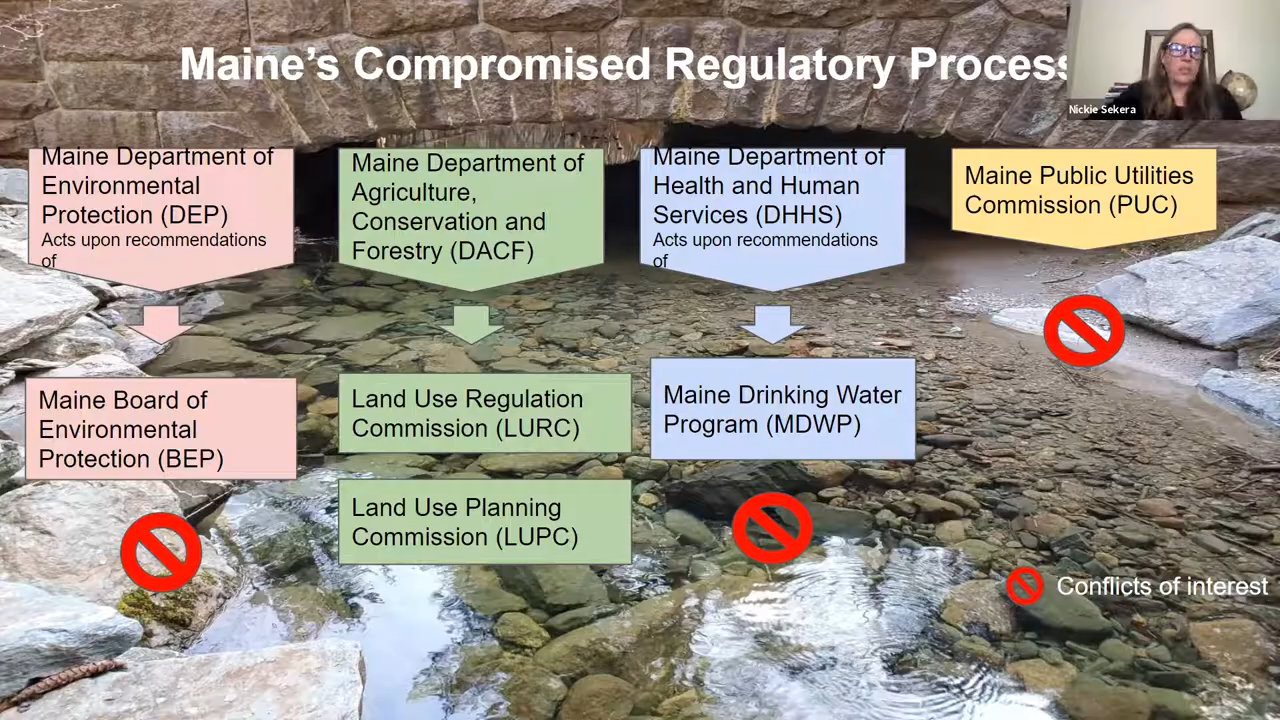 Maine's Compromised Regulatory Process
Nickie Sekera
Maine Department of
Environmental
Protection (DEP)
Acts upon recommendations
of
Maine Department of
Agriculture,
Conservation and
Forestry (DACF)
Maine Department of
Health and Human
Services (DHHS)
Acts upon recommendations
of
Maine Public Utilities
Commission (PUC)
Maine Board of
Environmental
Protection (BEP)
Land Use Regulation
Commission (LURC)
Land Use Planning
Commission (LUPC)
Maine Drinking Water
Program (MDWP)
Conflicts of interest